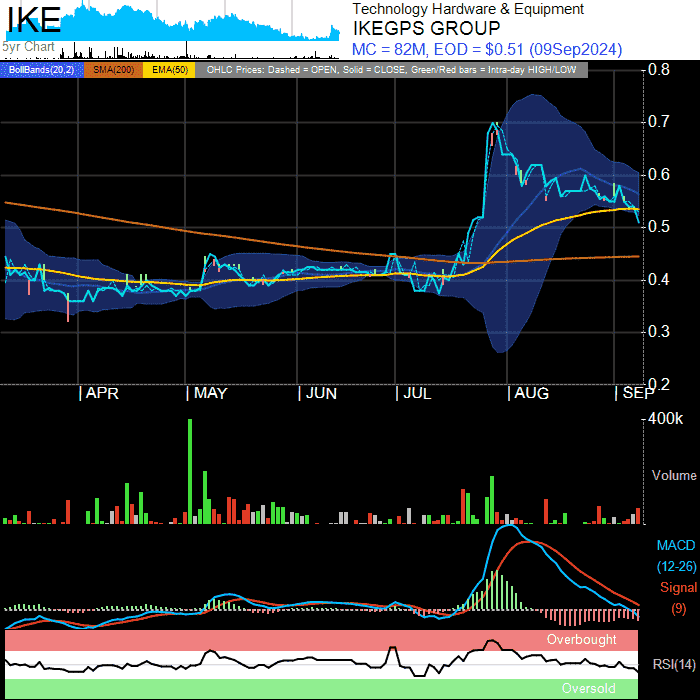 IKE
5yr Chart
Technology Hardware & Equipment
IKEGPS GROUP
MC = 82M, EOD = $0.51 (09Sep2024)
BollBands(20,2) SMA(200) EMA(50) OHLC Prices: Dashed = OPEN, Solid = CLOSE, Green/Red bars = Intra-day HIGH/LOW
0.8
0.7
0.6
0.5
0.4
0.3
0.2
APR MAY JUN JUL AUG SEP
400k
Volume
MACD
(12-26)
Signal
(9)
Overbought
RSI(14)
Oversold